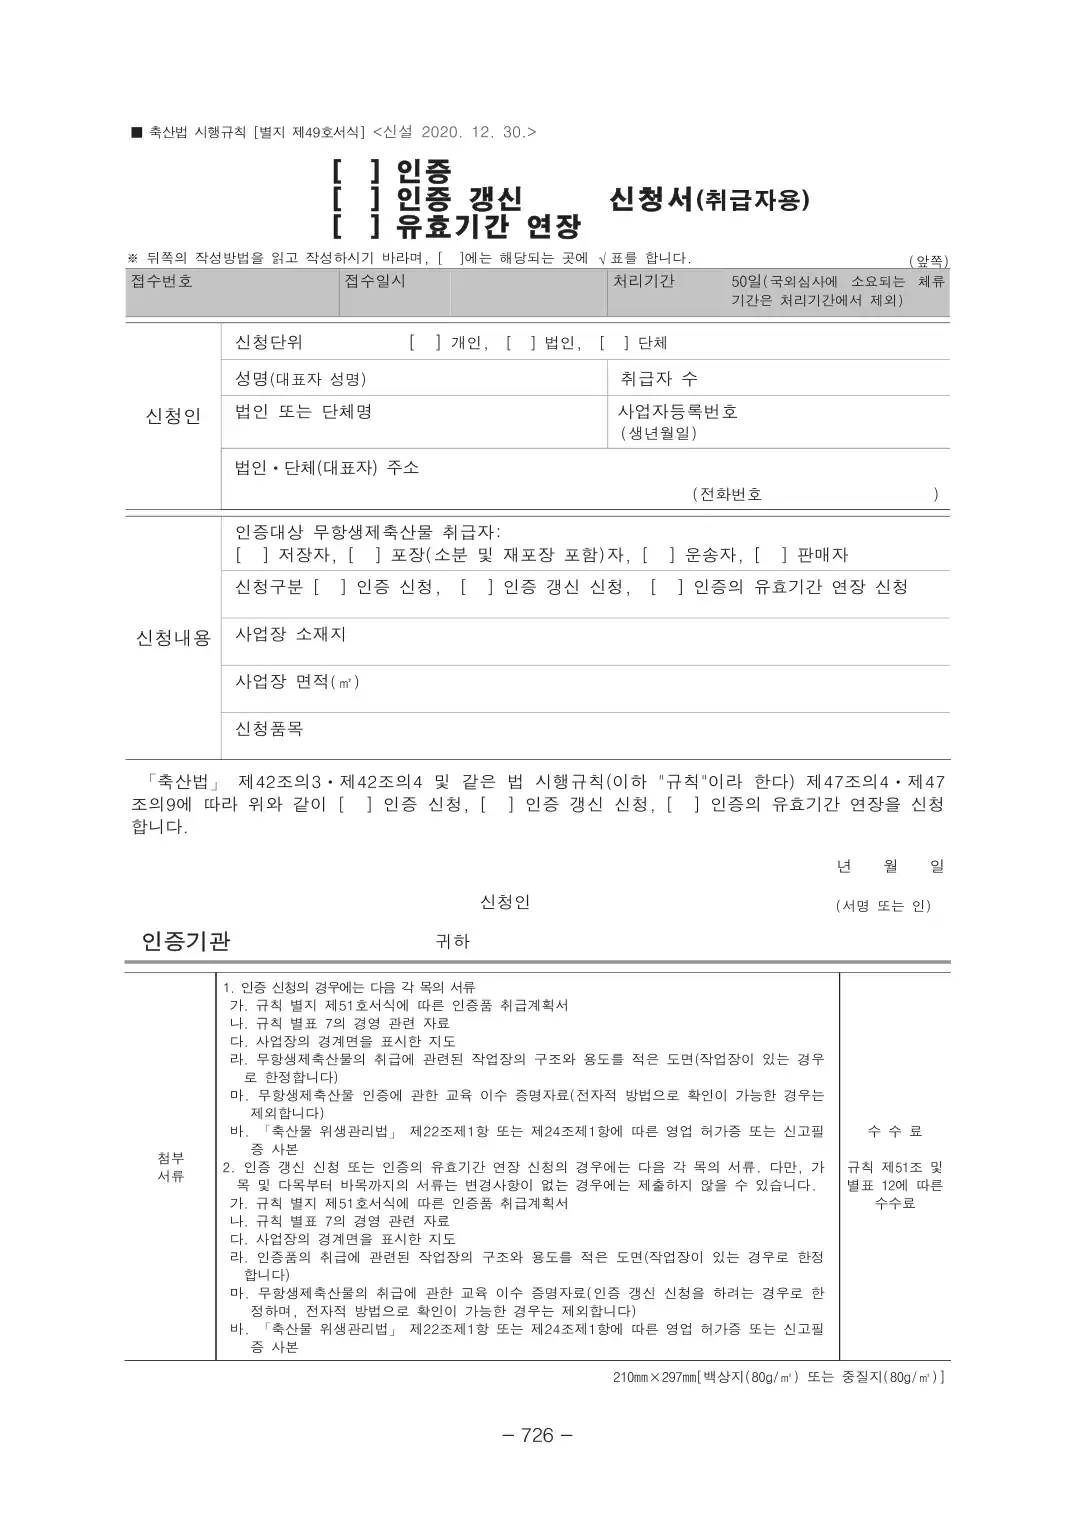 ■ 축산법 시행규칙 [별지 제49호서식] <신설 2020. 12. 30.>
[ ] 인증
[ ] 인증 갱신 신청서(취급자용)
[ ] 유효기간 연장
※ 뒤쪽의 작성방법을 읽고 작성하시기 바라며, [ ]에는 해당되는 곳에 √표를 합니다. (앞쪽)
접수번호 접수일시 처리기간 50일(국외심사에 소요되는 체류
기간은 처리기간에서 제외)
신청인
신청단위 [ ] 개인, [ ] 법인, [ ] 단체
성명(대표자 성명) 취급자 수
법인 또는 단체명 사업자등록번호
(생년월일)
법인·단체(대표자) 주소
(전화번호 )
신청내용
인증대상 무항생제축산물 취급자:
[ ] 저장자, [ ] 포장(소분 및 재포장 포함)자, [ ] 운송자, [ ] 판매자
신청구분 [ ] 인증 신청, [ ] 인증 갱신 신청, [ ] 인증의 유효기간 연장 신청
사업장 소재지
사업장 면적(㎡)
신청품목
「축산법」 제42조의3·제42조의4 및 같은 법 시행규칙(이하 "규칙"이라 한다) 제47조의4·제47
조의9에 따라 위와 같이 [ ] 인증 신청, [ ] 인증 갱신 신청, [ ] 인증의 유효기간 연장을 신청
합니다.
년 월 일
신청인 (서명 또는 인)
인증기관 귀하
첨부
서류
1. 인증 신청의 경우에는 다음 각 목의 서류
가. 규칙 별지 제51호서식에 따른 인증품 취급계획서
나. 규칙 별표 7의 경영 관련 자료
다. 사업장의 경계면을 표시한 지도
라. 무항생제축산물의 취급에 관련된 작업장의 구조와 용도를 적은 도면(작업장이 있는 경우
로 한정합니다)
마. 무항생제축산물 인증에 관한 교육 이수 증명자료(전자적 방법으로 확인이 가능한 경우는
제외합니다)
바. 「축산물 위생관리법」 제22조제1항 또는 제24조제1항에 따른 영업 허가증 또는 신고필
증 사본
2. 인증 갱신 신청 또는 인증의 유효기간 연장 신청의 경우에는 다음 각 목의 서류. 다만, 가
목 및 다목부터 바목까지의 서류는 변경사항이 없는 경우에는 제출하지 않을 수 있습니다.
가. 규칙 별지 제51호서식에 따른 인증품 취급계획서
나. 규칙 별표 7의 경영 관련 자료
다. 사업장의 경계면을 표시한 지도
라. 인증품의 취급에 관련된 작업장의 구조와 용도를 적은 도면(작업장이 있는 경우로 한정
합니다)
마. 무항생제축산물의 취급에 관한 교육 이수 증명자료(인증 갱신 신청을 하려는 경우로 한
정하며, 전자적 방법으로 확인이 가능한 경우는 제외합니다)
바. 「축산물 위생관리법」 제22조제1항 또는 제24조제1항에 따른 영업 허가증 또는 신고필
증 사본
수 수 료
규칙 제51조 및
별표 12에 따른
수수료
210㎜×297㎜[백상지(80g/㎡) 또는 중질지(80g/㎡)]
- 726 -